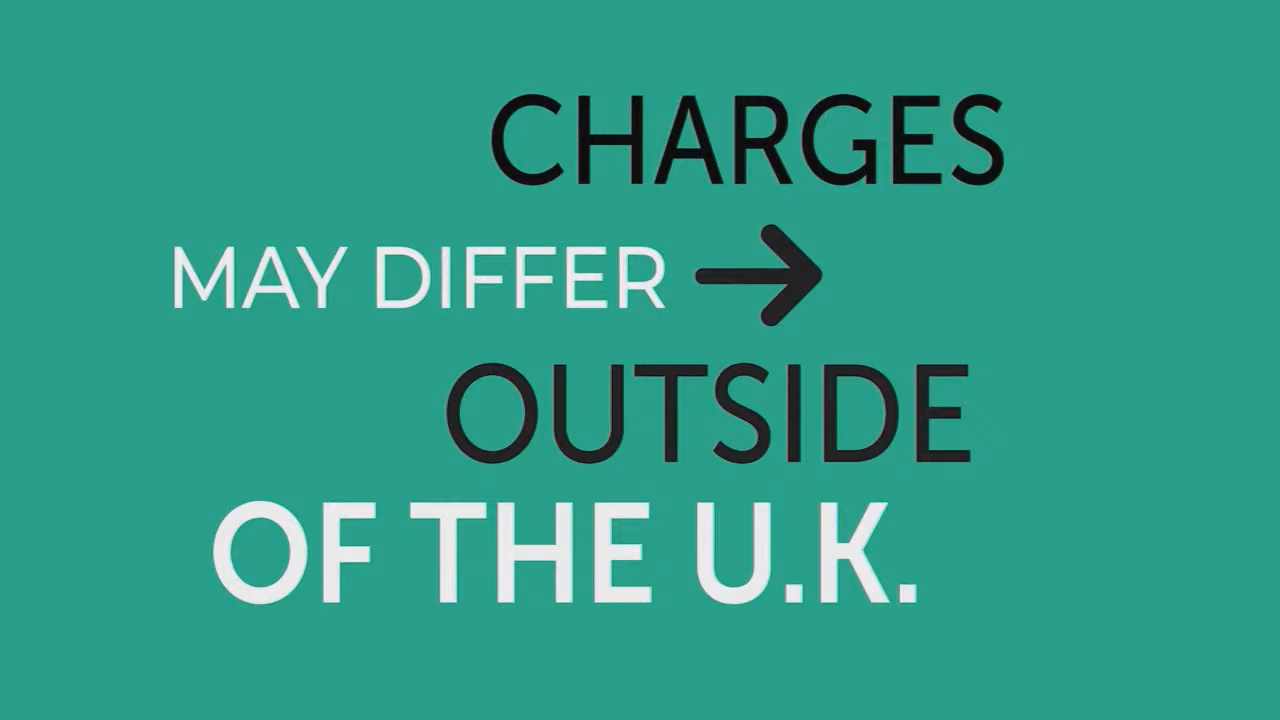 CHARGES
MAY DIFFER →
OUTSIDE
OF THE U.K.